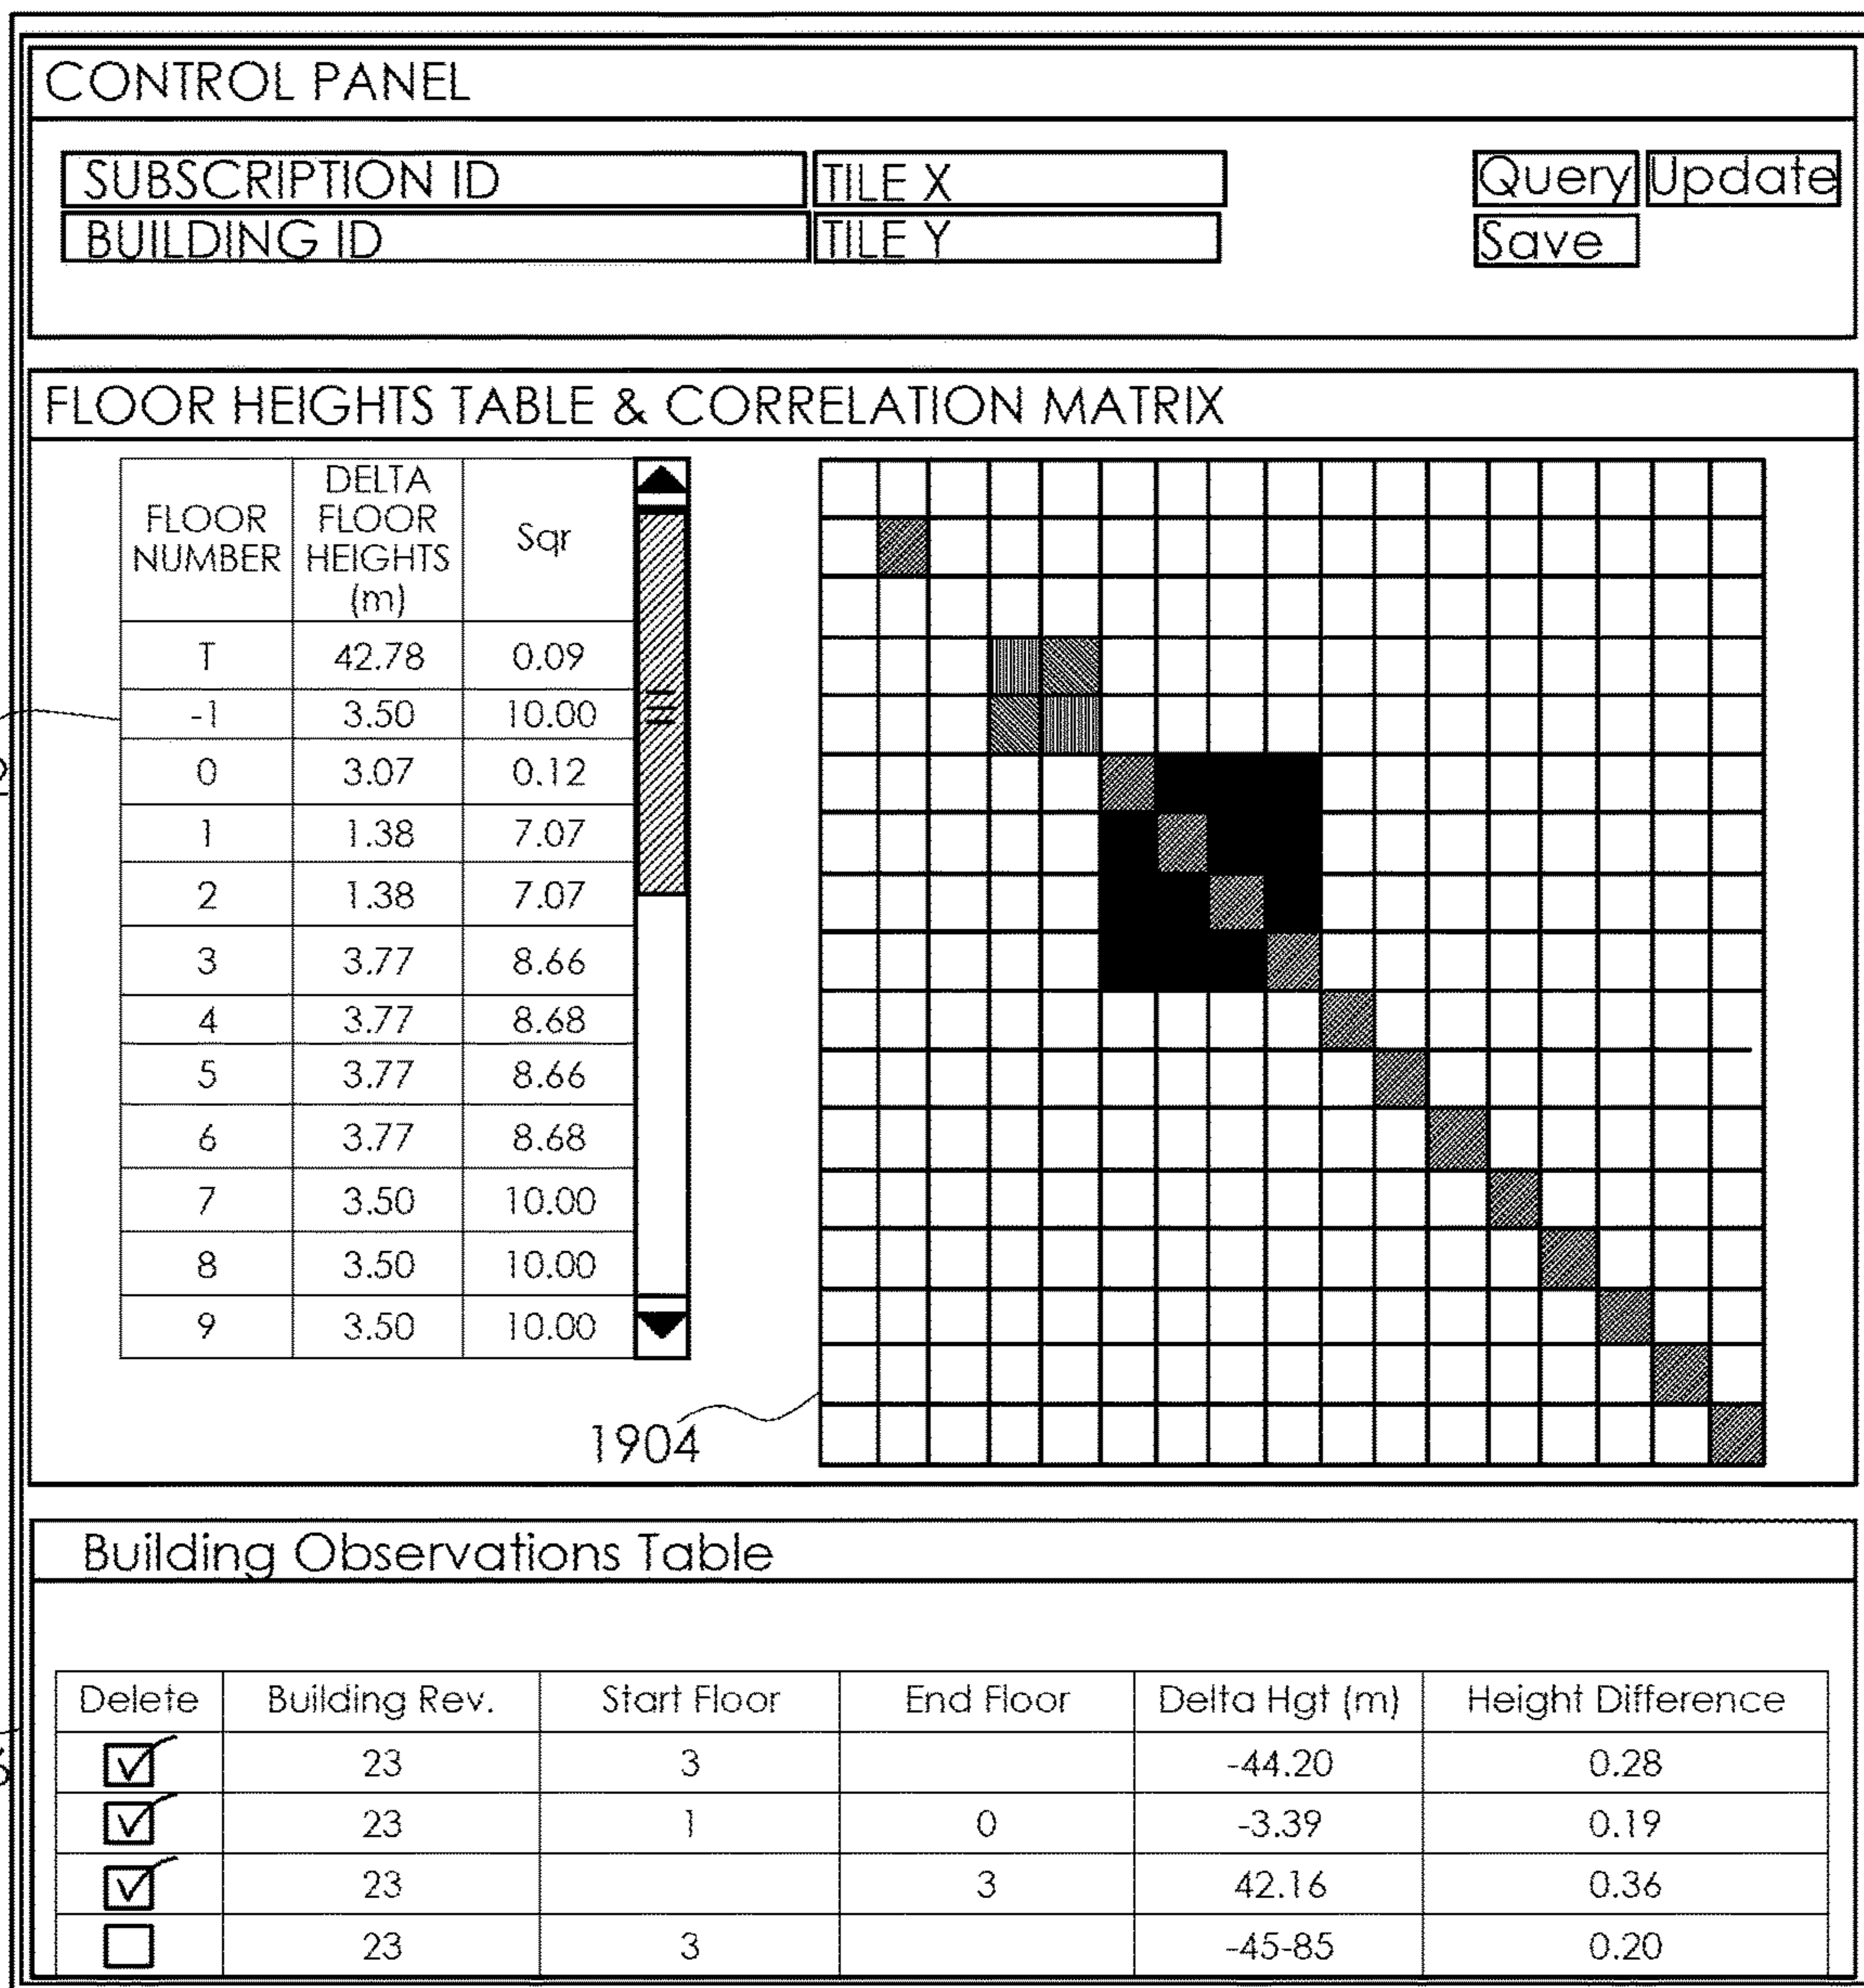 CONTROL PANEL
SUBSCRIPTION ID TILE X Query Update
BUILDING ID TILE Y Save
FLOOR HEIGHTS TABLE & CORRELATION MATRIX
FLOOR NUMBER DELTA FLOOR HEIGHTS (m) Sqr
T 42.78 0.09
-1 3.50 10.00
0 3.07 0.12
1 1.38 7.07
2 1.38 7.07
3 3.77 8.66
4 3.77 8.68
5 3.77 8.66
6 3.77 8.68
7 3.50 10.00
8 3.50 10.00
9 3.50 10.00
1904
Building Observations Table
Delete Building Rev. Start Floor End Floor Delta Hgt (m) Height Difference
23 3 -44.20 0.28
23 1 0 -3.39 0.19
23 3 42.16 0.36
23 3 -45-85 0.20